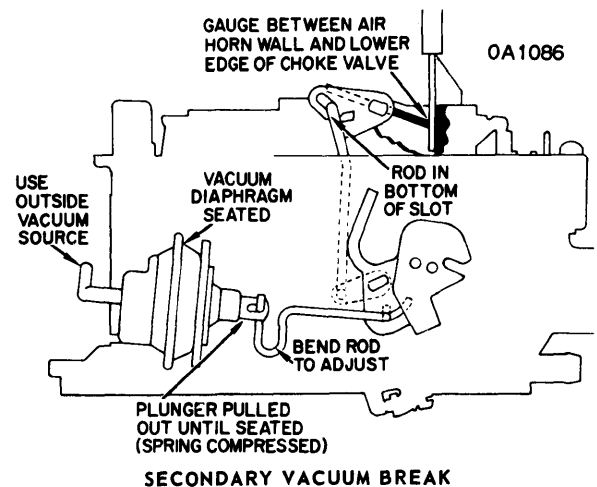 GAUGE BETWEEN AIR
HORN WALL AND LOWER
EDGE OF CHOKE VALVE
OA1086
ROD IN
BOTTOM
OF SLOT
USE
OUTSIDE
VACUUM
SOURCE
VACUUM
DIAPHRAGM
SEATED
BEND ROD
TO ADJUST
PLUNGER PULLED
OUT UNTIL SEATED
(SPRING COMPRESSED)
SECONDARY VACUUM BREAK